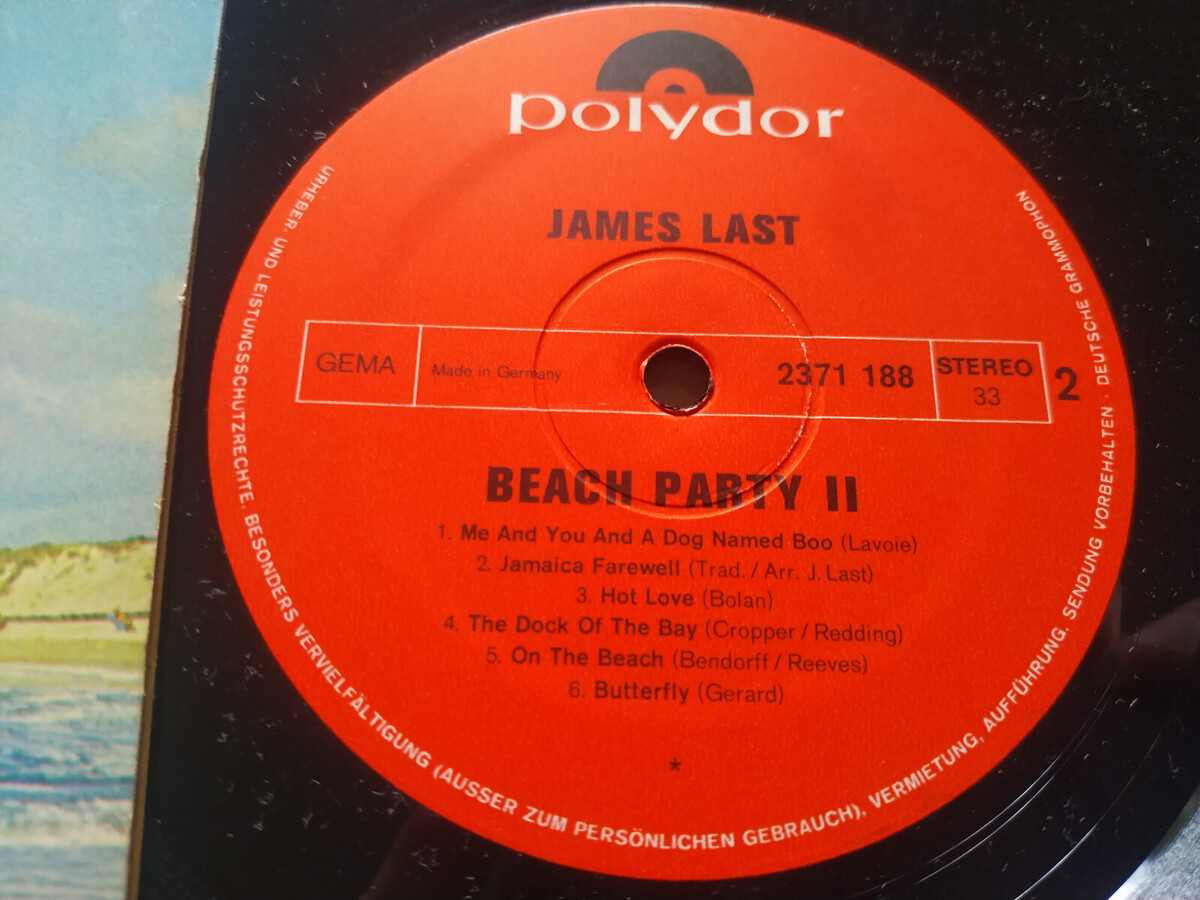 polydor
JAMES LAST
GEMA
Made in Germany
2371 188
STEREO
33
2
BEACH PARTY II
1. Me And You And A Dog Named Boo (Lavoie)
2. Jamaica Farewell (Trad. / Arr. J. Last)
3. Hot Love (Bolan)
4. The Dock Of The Bay (Cropper / Redding)
5. On The Beach (Bendorff / Reeves)
6. Butterfly (Gerard)
*
URHEBER- UND LEISTUNGSSCHUTZRECHTE, BESONDERS VERVIELFÄLTIGUNG (AUSSER ZUM PERSÖNLICHEN GEBRAUCH), VERMIETUNG, AUFFÜHRUNG, SENDUNG VORBEHALTEN · DEUTSCHE GRAMMOPHON